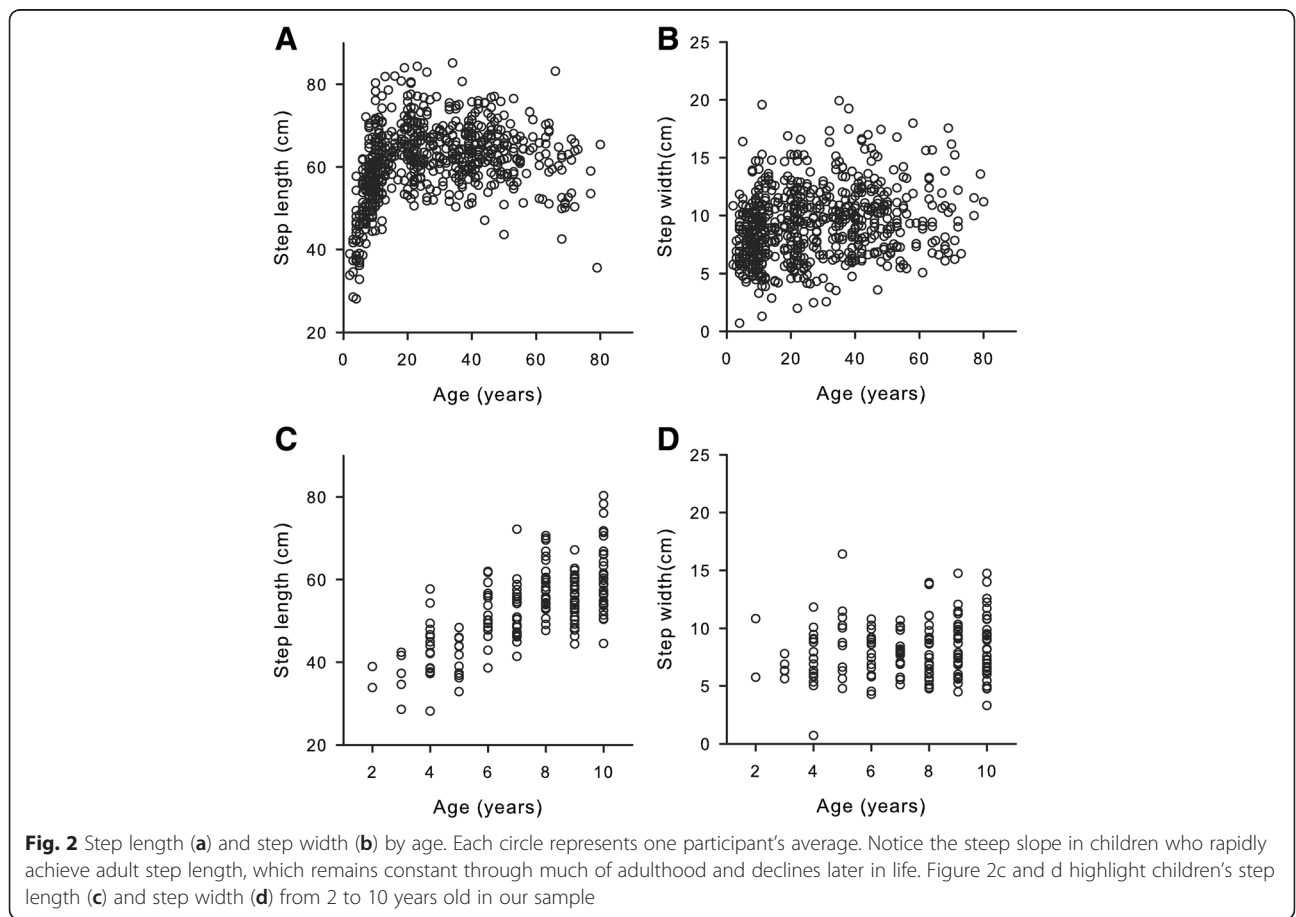 A
80
60
40
20
Step length (cm)
0 20 40 60 80
Age (years)
B
25
20
15
10
5
0
Step width(cm)
0 20 40 60 80
Age (years)
C
80
60
40
20
Step length (cm)
2 4 6 8 10
Age (years)
D
25
20
15
10
5
0
Step width(cm)
2 4 6 8 10
Age (years)
Fig. 2 Step length (a) and step width (b) by age. Each circle represents one participant's average. Notice the steep slope in children who rapidly
achieve adult step length, which remains constant through much of adulthood and declines later in life. Figure 2c and d highlight children's step
length (c) and step width (d) from 2 to 10 years old in our sample